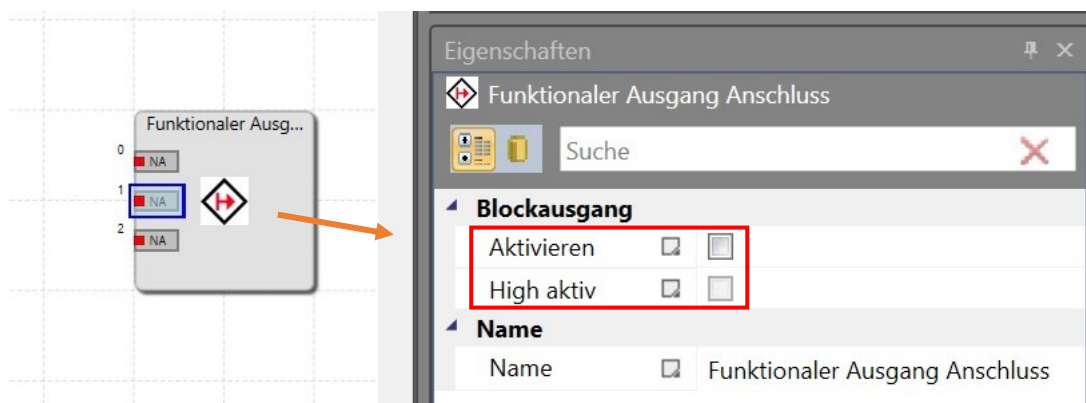 Funktionaler Ausg...
0
NA
1
NA
2
NA
Eigenschaften
Funktionaler Ausgang Anschluss
Suche
Blockausgang
Aktivieren
High aktiv
Name
Name Funktionaler Ausgang Anschluss